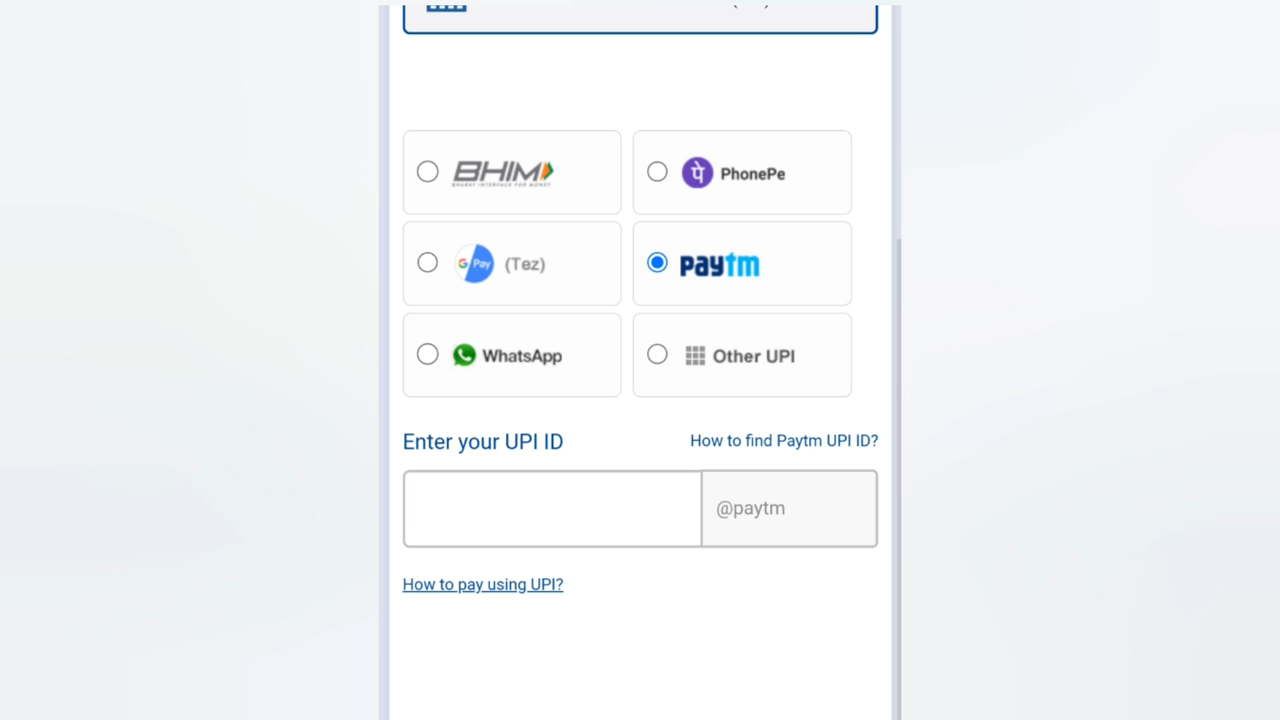 BHIM
BHARAT INTERFACE FOR MONEY
पे PhonePe
G Pay (Tez)
paytm
WhatsApp
Other UPI
Enter your UPI ID
How to find Paytm UPI ID?
@paytm
How to pay using UPI?